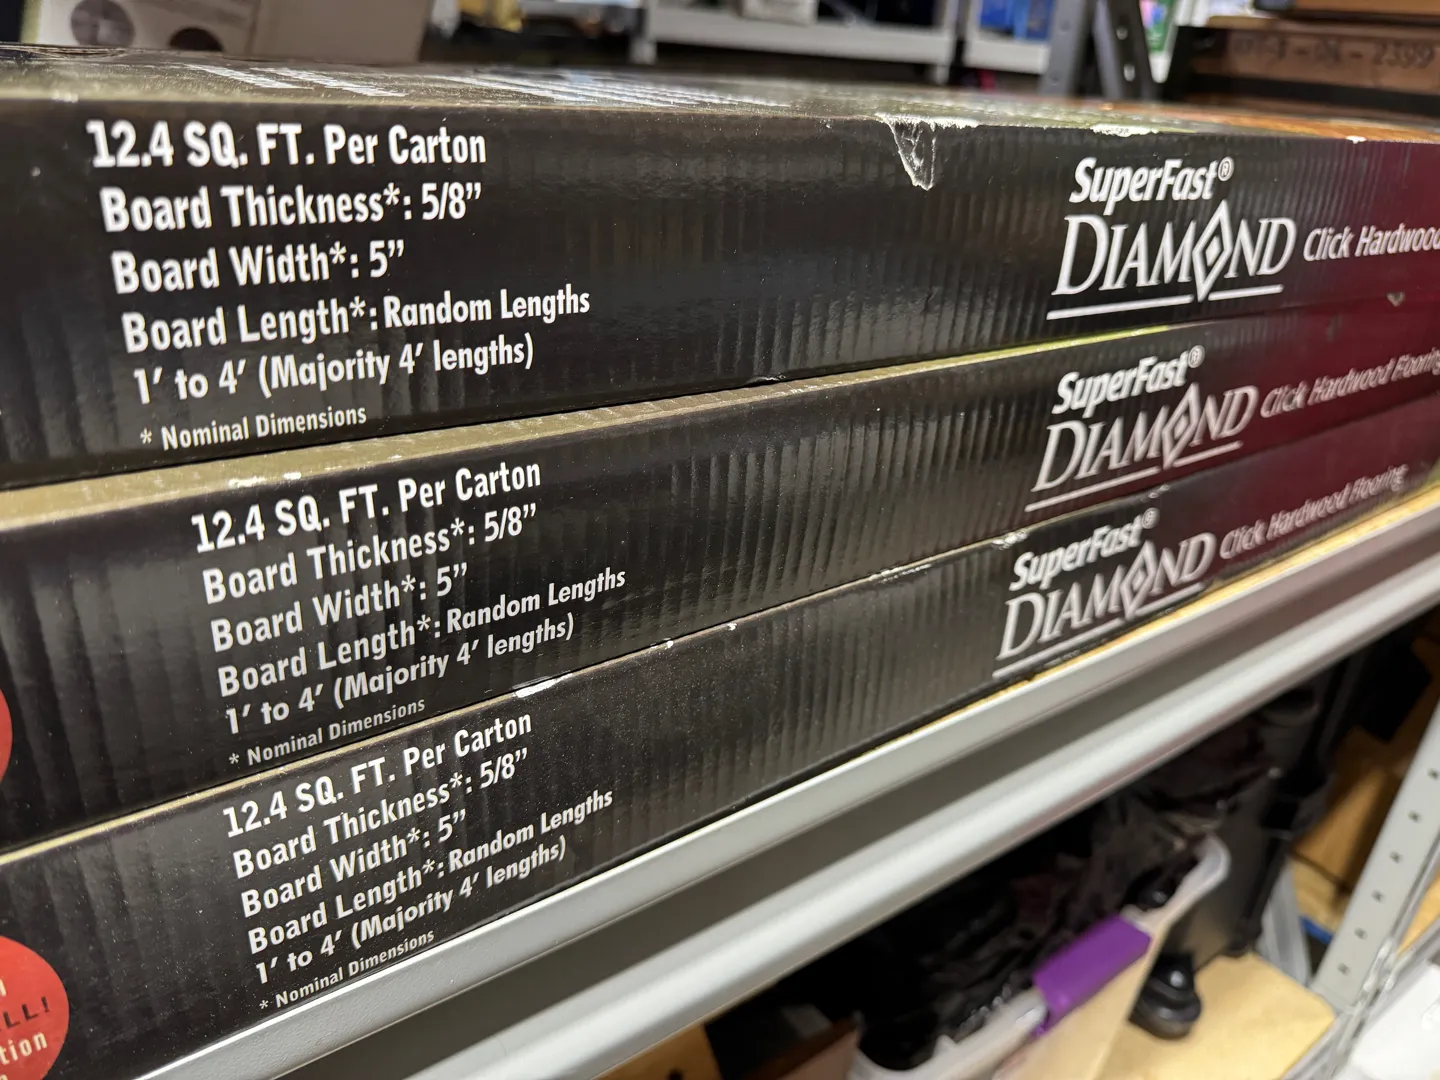 12.4 SQ. FT. Per Carton
Board Thickness*: 5/8”
Board Width*: 5”
Board Length*: Random Lengths
1’ to 4’ (Majority 4’ lengths)
* Nominal Dimensions
SuperFast®
DIAMOND Click Hardwood
12.4 SQ. FT. Per Carton
Board Thickness*: 5/8”
Board Width*: 5”
Board Length*: Random Lengths
1’ to 4’ (Majority 4’ lengths)
* Nominal Dimensions
SuperFast®
DIAMOND Click Hardwood Flooring
12.4 SQ. FT. Per Carton
Board Thickness*: 5/8”
Board Width*: 5”
Board Length*: Random Lengths
1’ to 4’ (Majority 4’ lengths)
* Nominal Dimensions
SuperFast®
DIAMOND Click Hardwood Flooring
LL!
tion